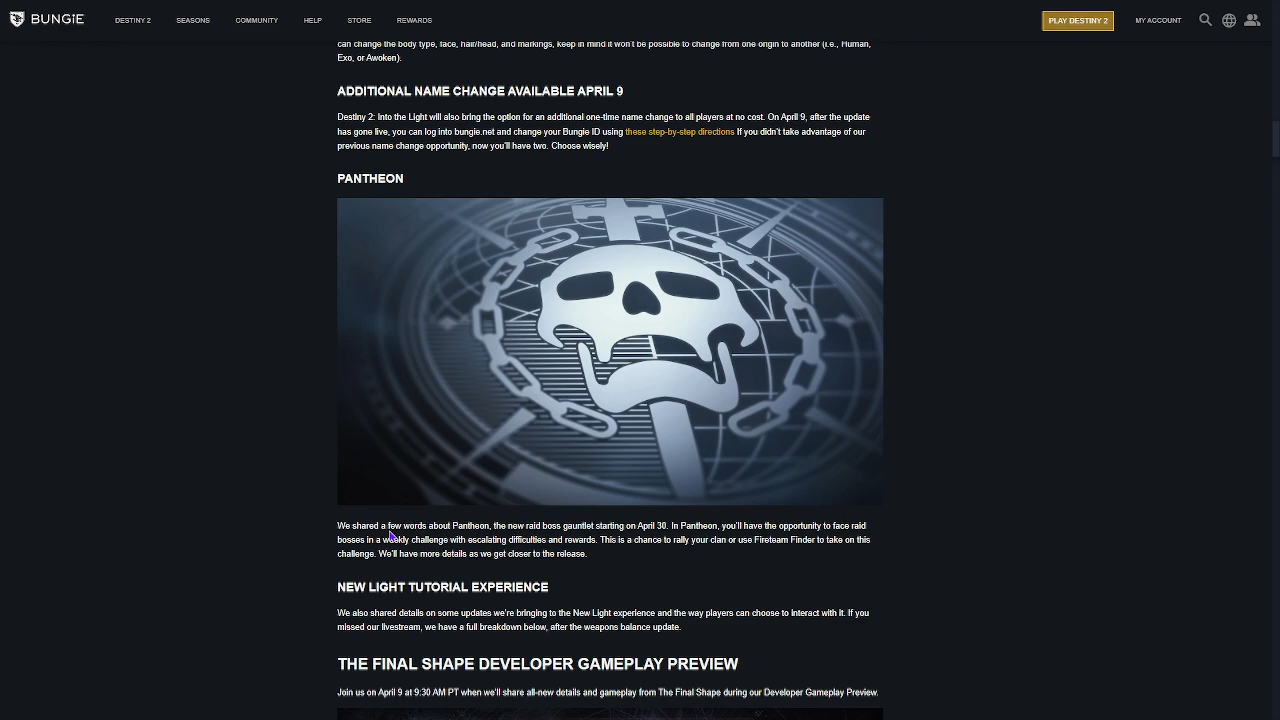 BUNGiE
DESTINY 2
SEASONS
COMMUNITY
HELP
STORE
REWARDS
PLAY DESTINY 2
MY ACCOUNT
can change the body type, face, hair/head, and markings, keep in mind it won't be possible to change from one origin to another (i.e., Human,
Exo, or Awoken).
ADDITIONAL NAME CHANGE AVAILABLE APRIL 9
Destiny 2: Into the Light will also bring the option for an additional one-time name change to all players at no cost. On April 9, after the update
has gone live, you can log into bungie.net and change your Bungie ID using these step-by-step directions If you didn't take advantage of our
previous name change opportunity, now you'll have two. Choose wisely!
PANTHEON
We shared a few words about Pantheon, the new raid boss gauntlet starting on April 30. In Pantheon, you'll have the opportunity to face raid
bosses in a weekly challenge with escalating difficulties and rewards. This is a chance to rally your clan or use Fireteam Finder to take on this
challenge. We'll have more details as we get closer to the release.
NEW LIGHT TUTORIAL EXPERIENCE
We also shared details on some updates we're bringing to the New Light experience and the way players can choose to interact with it. If you
missed our livestream, we have a full breakdown below, after the weapons balance update.
THE FINAL SHAPE DEVELOPER GAMEPLAY PREVIEW
Join us on April 9 at 9:30 AM PT when we'll share all-new details and gameplay from The Final Shape during our Developer Gameplay Preview.